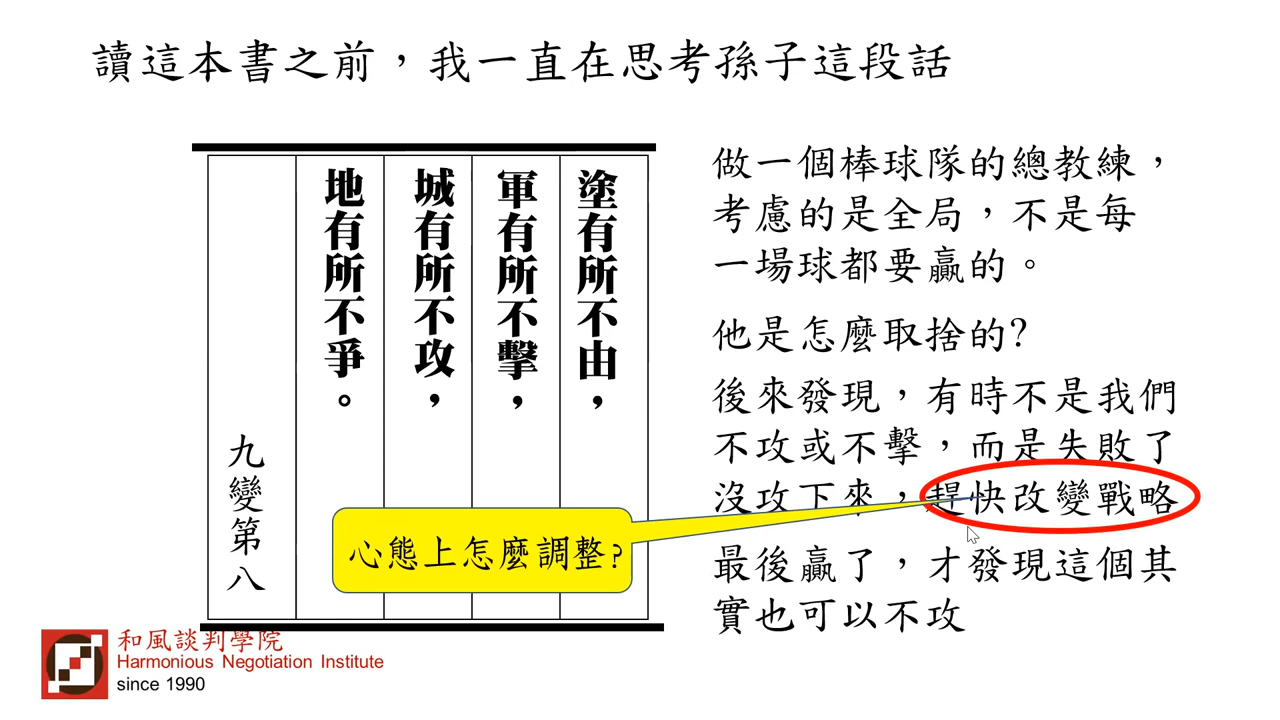 讀這本書之前，我一直在思考孫子這段話
塗有所不由，
軍有所不擊，
城有所不攻，
地有所不爭。
九變第八
做一個棒球隊的總教練，
考慮的是全局，不是每
一場球都要贏的。
他是怎麼取捨的?
後來發現，有時不是我們
不攻或不擊，而是失敗了
沒攻下來，趕快改變戰略
最後贏了，才發現這個其
實也可以不攻
心態上怎麼調整?
和風談判學院
Harmonious Negotiation Institute
since 1990